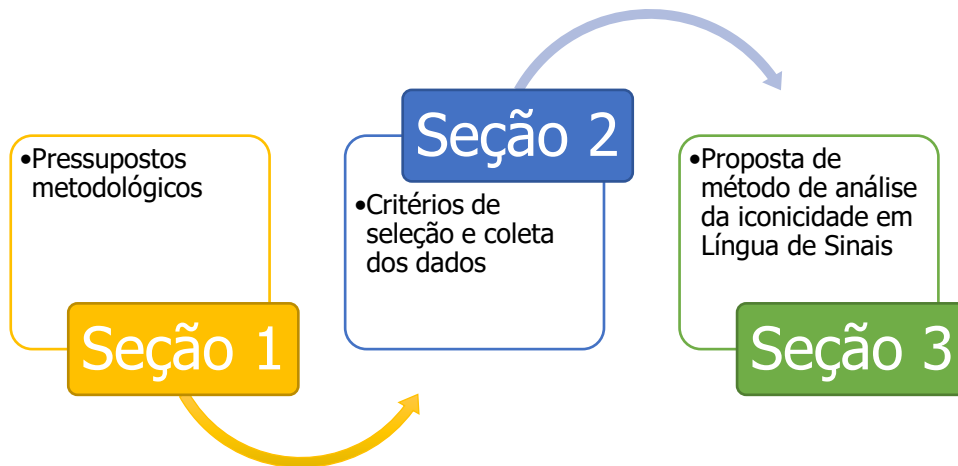 •Pressupostos
metodológicos
Seção 1
Seção 2
•Critérios de
seleção e coleta
dos dados
•Proposta de
método de análise
da iconicidade em
Língua de Sinais
Seção 3